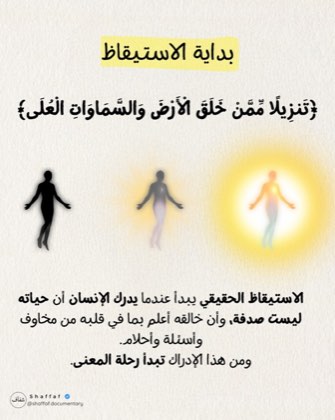 بداية الاستيقاظ
﴿تَنزِيلًا مِّمَّنْ خَلَقَ الْأَرْضَ وَالسَّمَاوَاتِ الْعُلَى﴾
الاستيقاظ الحقيقي يبدأ عندما يدرك الإنسان أن حياته
ليست صدفة، وأن خالقه أعلم بما في قلبه من مخاوف
وأسئلة وأحلام..
ومن هذا الإدراك تبدأ رحلة المعنى.
شفاف
Shaffaf
@shaffaf.documentary